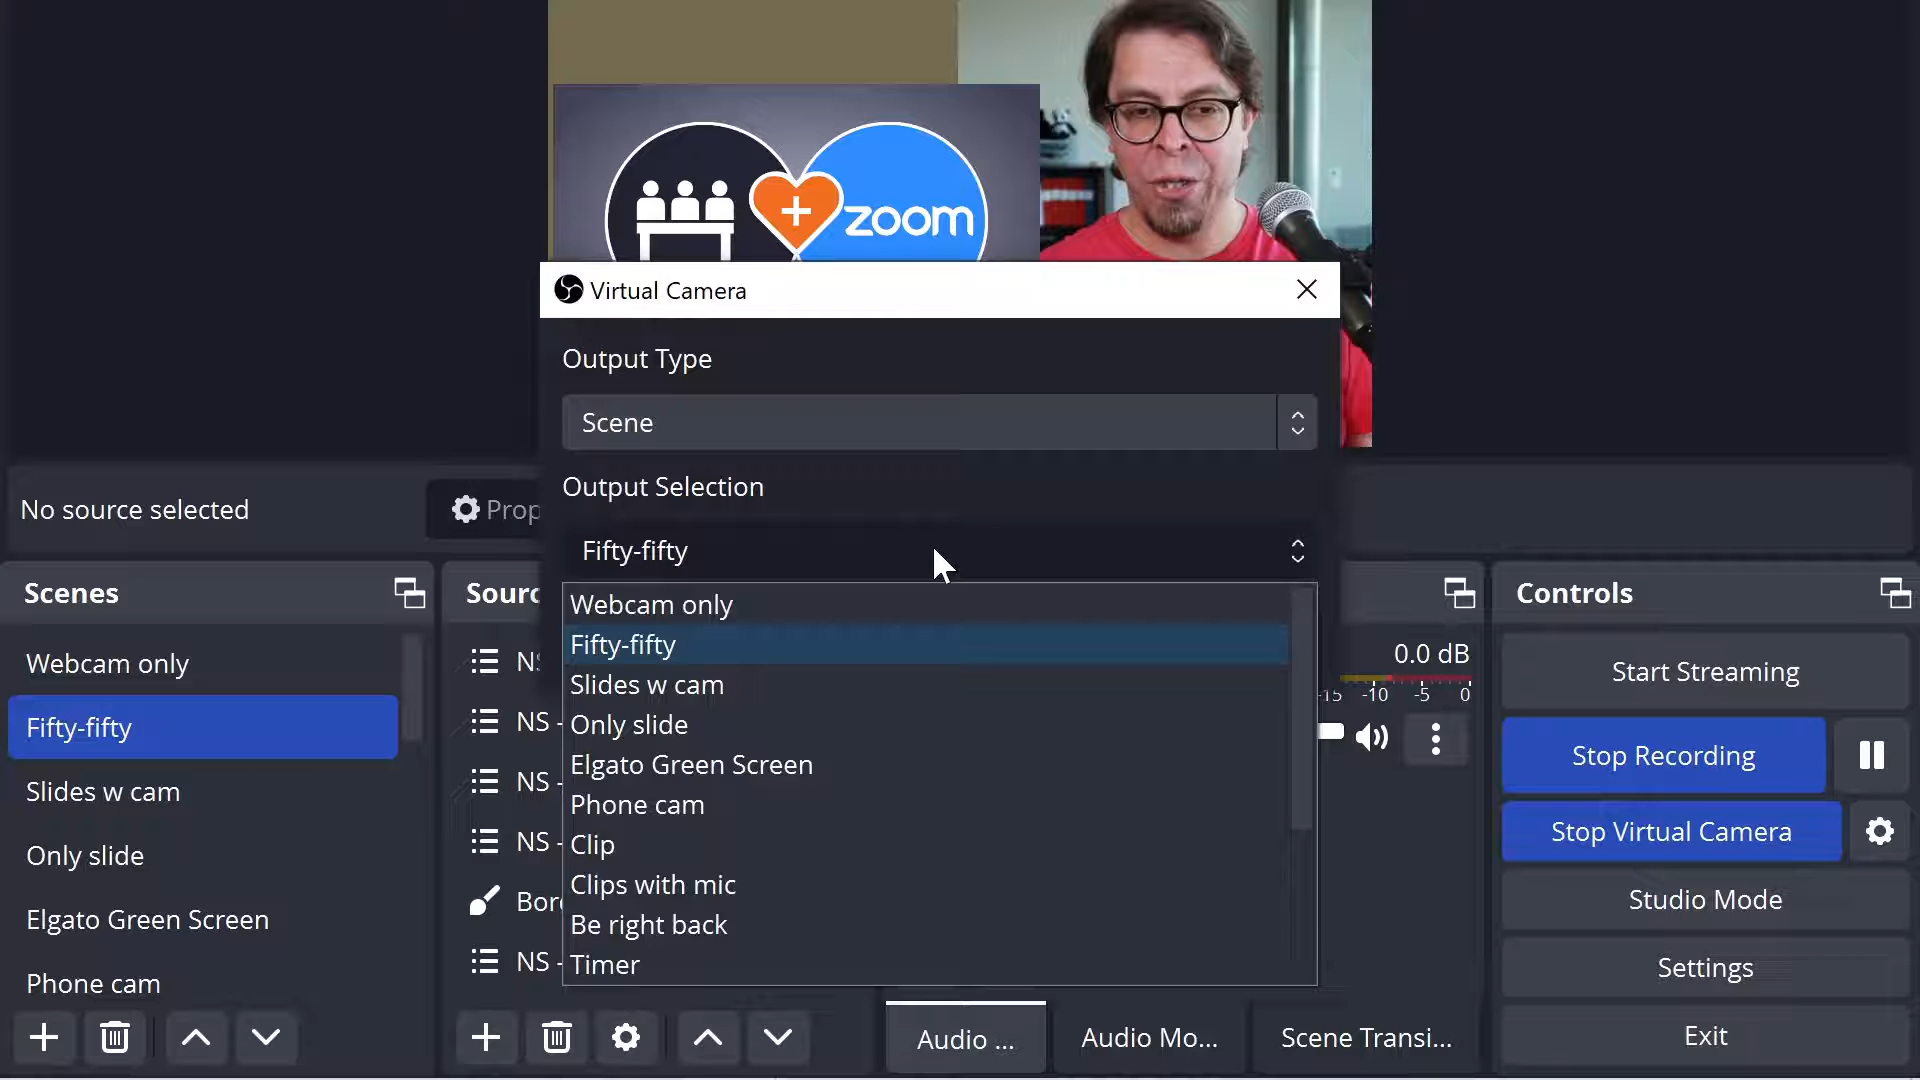 zoom
Virtual Camera
Output Type
Scene
Output Selection
Fifty-fifty
Webcam only
Fifty-fifty
Slides w cam
Only slide
Elgato Green Screen
Phone cam
Clip
Clips with mic
Be right back
Timer
No source selected
Prop
Scenes
Webcam only
Fifty-fifty
Slides w cam
Only slide
Elgato Green Screen
Phone cam
Sourc
NS
NS -
NS -
NS -
Bor
NS -
0.0 dB
-15 -10 -5 0
Audio ...
Audio Mo...
Scene Transi...
Controls
Start Streaming
Stop Recording
Stop Virtual Camera
Studio Mode
Settings
Exit